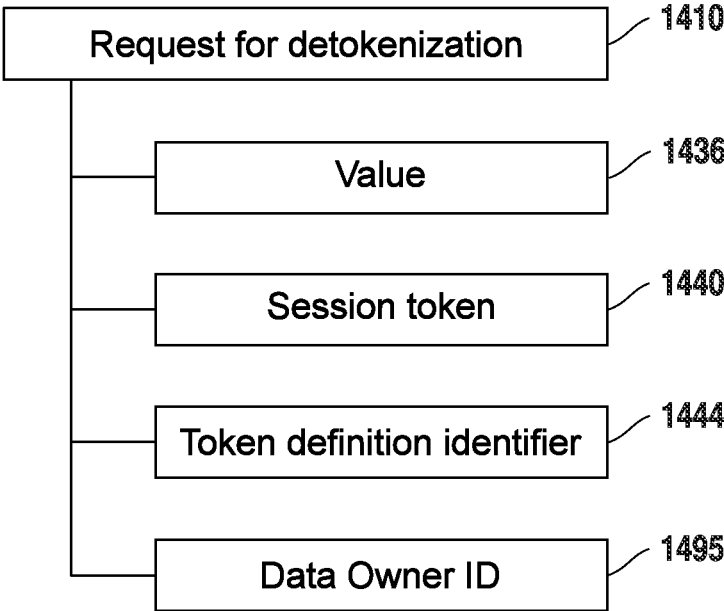 Request for detokenization
1410
Value
1436
Session token
1440
Token definition identifier
1444
Data Owner ID
1495